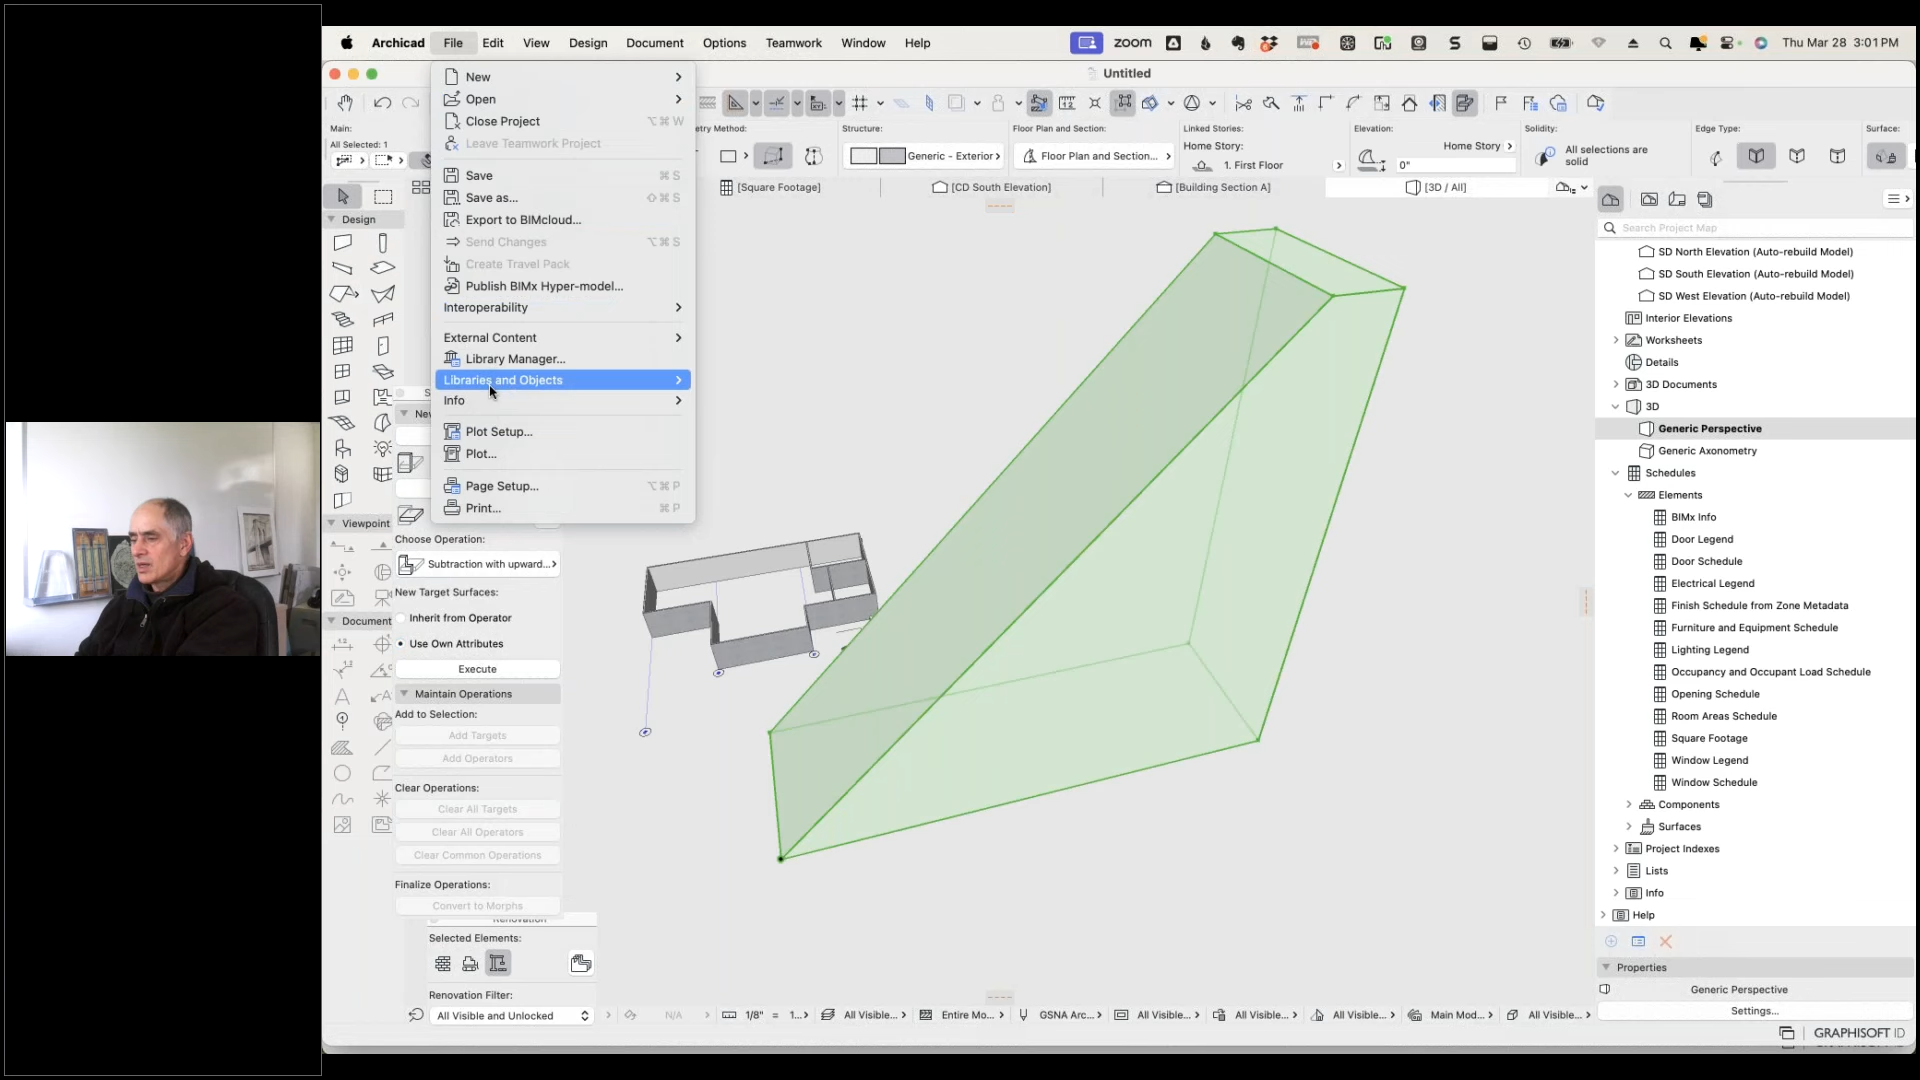 Archicad File Edit View Design Document Options Teamwork Window Help
zoom Thu Mar 28 3:01 PM
Untitled
New
Open
Close Project ⌥⌘W
Leave Teamwork Project
Save ⌘S
Save as... ⇧⌘S
Export to BIMcloud...
Send Changes ⌥⌘S
Create Travel Pack
Publish BIMx Hyper-model...
Interoperability
External Content
Library Manager...
Libraries and Objects
Info
Plot Setup...
Plot...
Page Setup... ⌥⌘P
Print... ⌘P
Main:
All Selected: 1
Structure:
Generic - Exterior
Floor Plan and Section:
Floor Plan and Section...
Linked Stories:
Home Story:
1. First Floor
Elevation:
Home Story
0"
Solidity:
All selections are
solid
Edge Type:
Surface:
[Square Footage]
[CD South Elevation]
[Building Section A]
[3D / All]
Design
Viewpoint
Document
Choose Operation:
Subtraction with upward...
New Target Surfaces:
Inherit from Operator
Use Own Attributes
Execute
Maintain Operations
Add to Selection:
Add Targets
Add Operators
Clear Operations:
Clear All Targets
Clear All Operators
Clear Common Operations
Finalize Operations:
Convert to Morphs
Renovation
Selected Elements:
Renovation Filter:
All Visible and Unlocked
N/A
1/8" = 1...
All Visible...
Entire Mo...
GSNA Arc...
All Visible...
All Visible...
All Visible...
Main Mod...
All Visible...
Search Project Map
SD North Elevation (Auto-rebuild Model)
SD South Elevation (Auto-rebuild Model)
SD West Elevation (Auto-rebuild Model)
Interior Elevations
Worksheets
Details
3D Documents
3D
Generic Perspective
Generic Axonometry
Schedules
Elements
BIMx Info
Door Legend
Door Schedule
Electrical Legend
Finish Schedule from Zone Metadata
Furniture and Equipment Schedule
Lighting Legend
Occupancy and Occupant Load Schedule
Opening Schedule
Room Areas Schedule
Square Footage
Window Legend
Window Schedule
Components
Surfaces
Project Indexes
Lists
Info
Help
Properties
Generic Perspective
Settings...
GRAPHISOFT ID